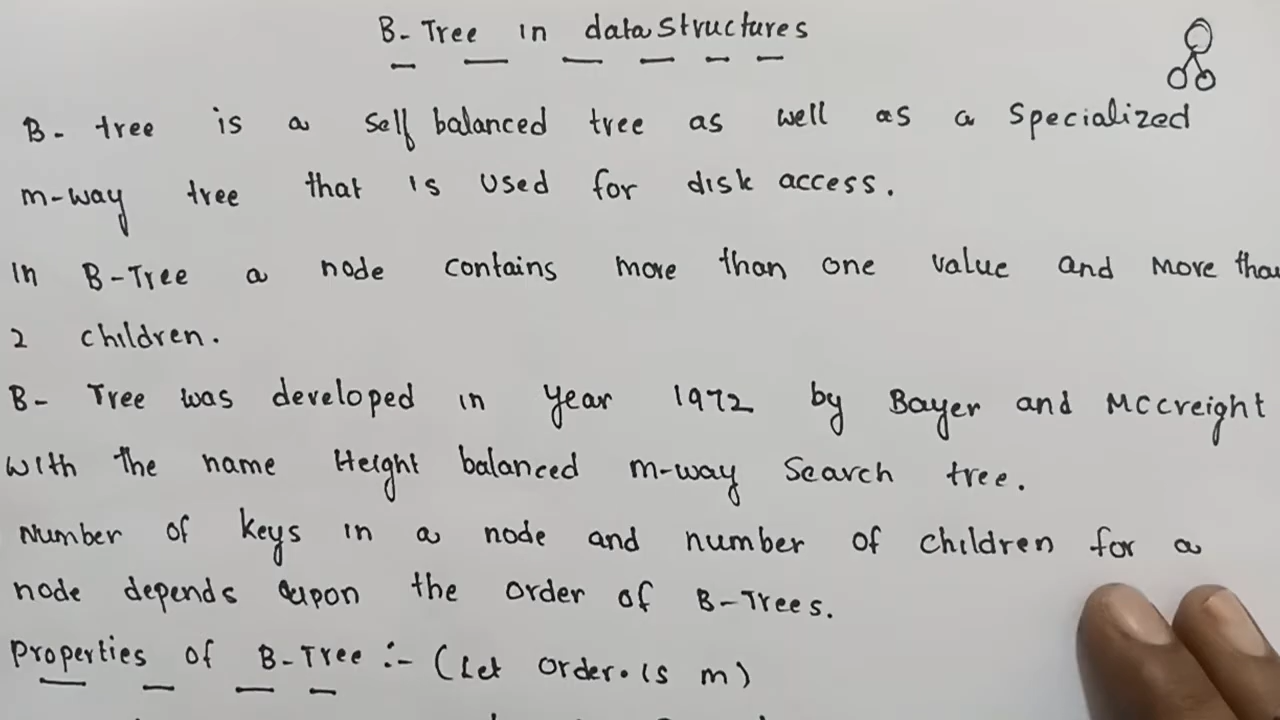 B- Tree in data Structures
B- tree is a self balanced tree as well as a specialized
m-way tree that is used for disk access.
In B-Tree a node contains more than one value and more than
2 children.
B- Tree was developed in year 1972 by Bayer and McCreight
with the name Height balanced m-way search tree.
Number of keys in a node and number of children for a
node depends upon the order of B-Trees.
Properties of B-Tree :- (Let order is m)